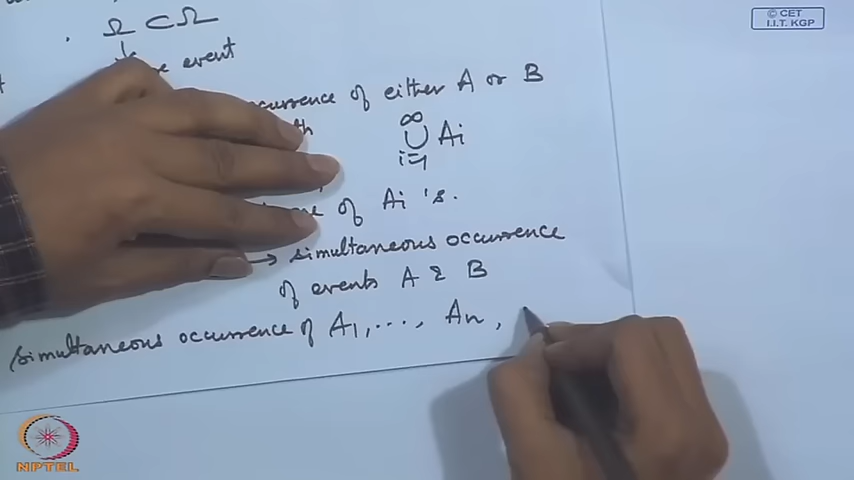 Ω ⊂ Ω
event
© CET
I.I.T. KGP
of either A or B
∞
∪ Ai
i=1
of Ai 's.
→ simultaneous occurrence
of events A & B
simultaneous occurrence of A1, ...., An,
NPTEL